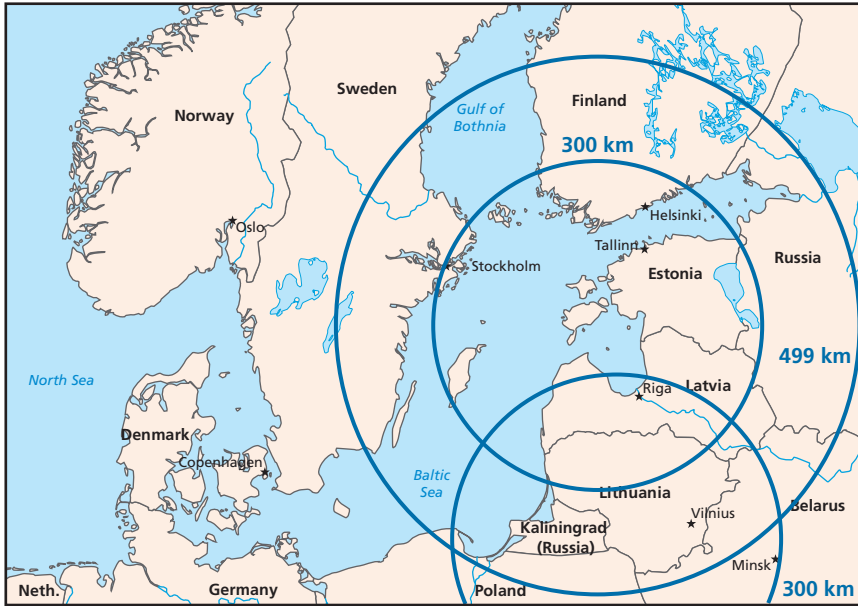 Sweden
Norway
Gulf of
Bothnia
Finland
300 km
Oslo
Helsinki
Tallinn
Stockholm
Estonia
Russia
499 km
North Sea
Latvia
Riga
Denmark
Copenhagen
Baltic
Sea
Lithuania
Kaliningrad
(Russia)
Vilnius
Belarus
Minsk
Neth.
Germany
Poland
300 km